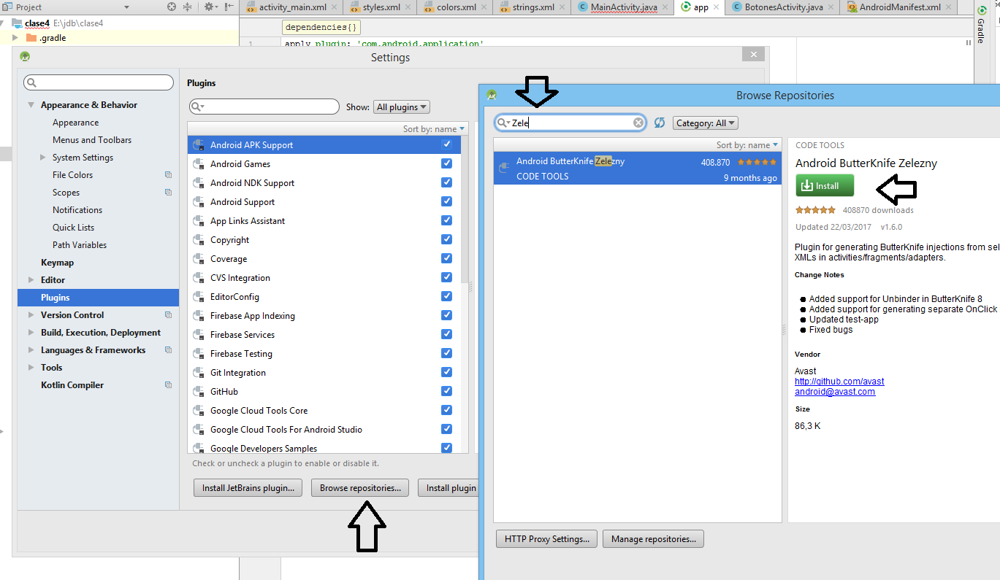 Project
activity_main.xml
styles.xml
colors.xml
strings.xml
MainActivity.java
app
BotonesActivity.java
AndroidManifest.xml
clase4 E:\jdb\clase4
.gradle
dependencies{}
1
apply plugin: 'com.android.application'
Gradle
Settings
Appearance & Behavior
Appearance
Menus and Toolbars
System Settings
File Colors
Scopes
Notifications
Quick Lists
Path Variables
Keymap
Editor
Plugins
Version Control
Build, Execution, Deployment
Languages & Frameworks
Tools
Kotlin Compiler
Plugins
Show: All plugins
Sort by: name
Android APK Support
Android Games
Android NDK Support
Android Support
App Links Assistant
Copyright
Coverage
CVS Integration
EditorConfig
Firebase App Indexing
Firebase Services
Firebase Testing
Git Integration
GitHub
Google Cloud Tools Core
Google Cloud Tools For Android Studio
Google Developers Samples
Check or uncheck a plugin to enable or disable it.
Install JetBrains plugin...
Browse repositories...
Install plugin
Browse Repositories
Zele
Category: All
Sort by: name
Android ButterKnife Zelezny 408.870
CODE TOOLS 9 months ago
HTTP Proxy Settings...
Manage repositories...
CODE TOOLS
Android ButterKnife Zelezny
Install
408870 downloads
Updated 22/03/2017 v1.6.0
Plugin for generating ButterKnife injections from sel
XMLs in activities/fragments/adapters.
Change Notes
● Added support for Unbinder in ButterKnife 8
● Added support for generating separate OnClick
● Updated test-app
● Fixed bugs
Vendor
Avast
http://github.com/avast
android@avast.com
Size
86,3 K